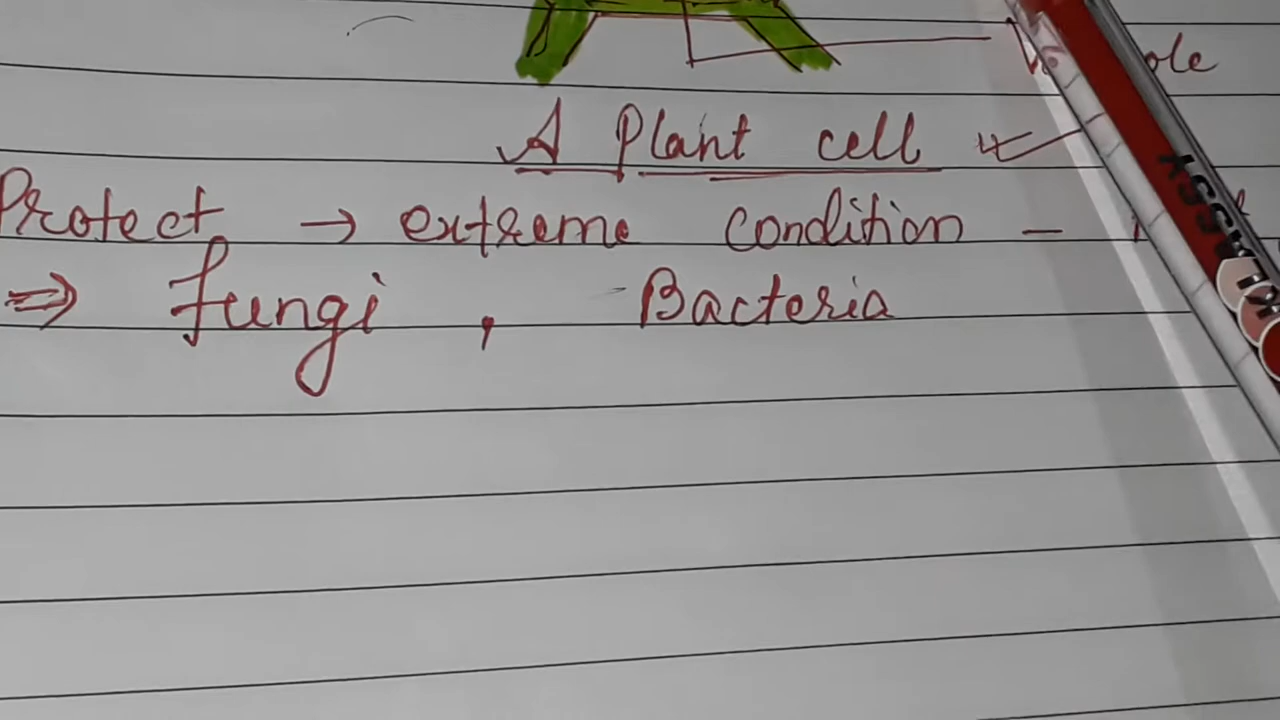 A Plant cell
Protect → extreme condition –
⇒ fungi , Bacteria